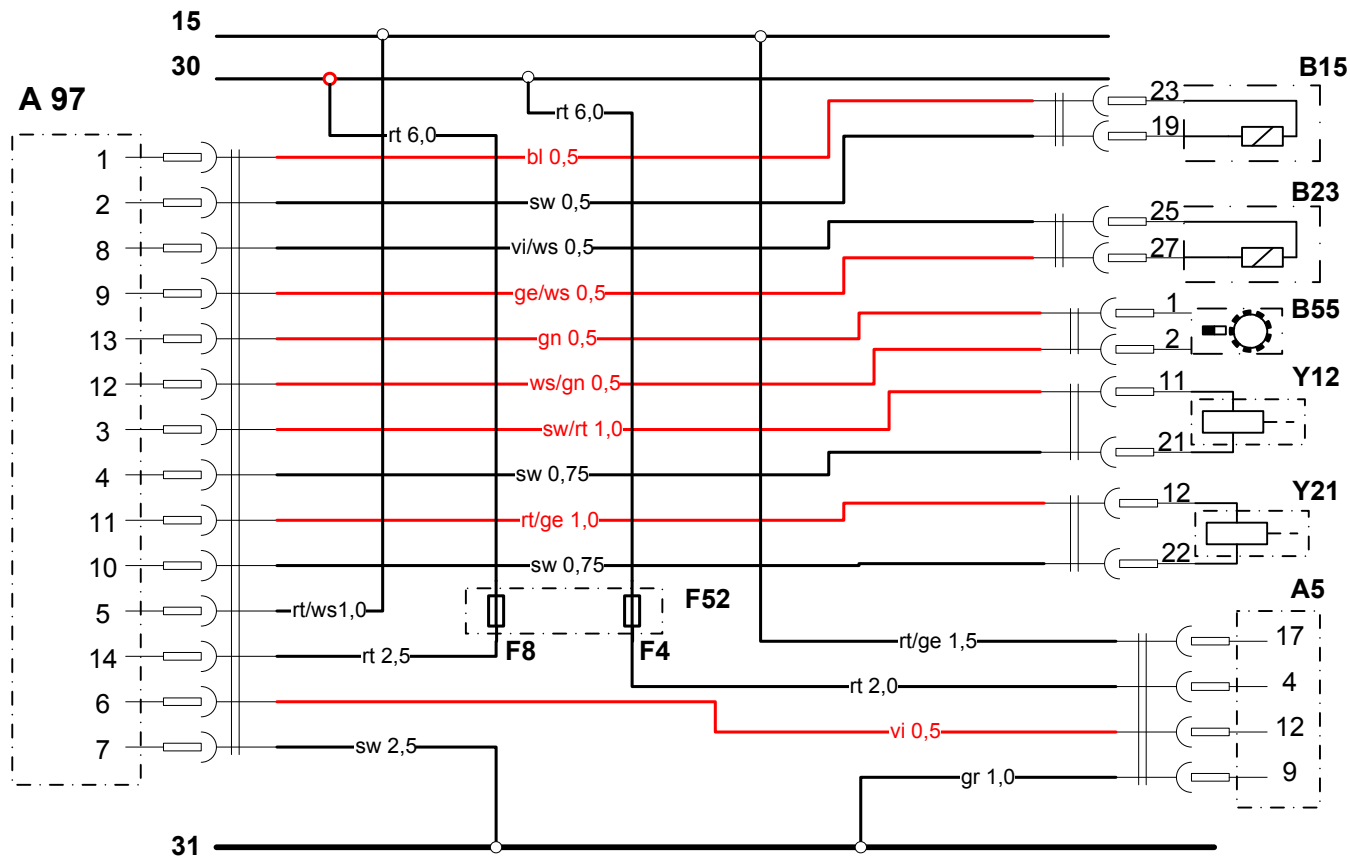 15
30
A 97
B15
23
rt 6,0
19
rt 6,0
1
bl 0,5
2
sw 0,5
B23
25
8
vi/ws 0,5
27
9
ge/ws 0,5
1
B55
13
gn 0,5
2
12
ws/gn 0,5
11
Y12
3
sw/rt 1,0
21
4
sw 0,75
12
Y21
11
rt/ge 1,0
22
10
sw 0,75
A5
5
rt/ws1,0
F52
F8
F4
rt/ge 1,5
17
14
rt 2,5
rt 2,0
4
6
vi 0,5
12
7
sw 2,5
gr 1,0
9
31